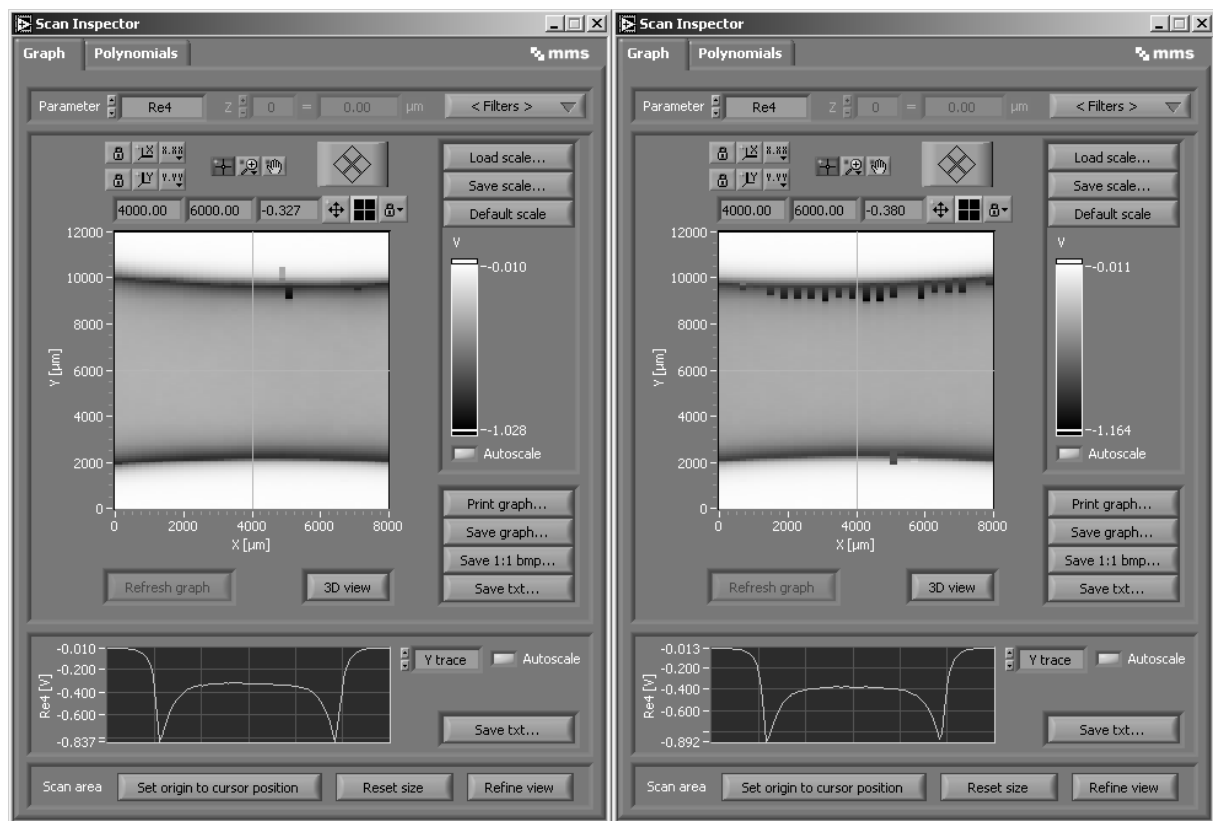 Scan Inspector
Graph Polynomials mms
Parameter Re4 Z 0 = 0.00 µm < Filters >
X.XX
Y.YY
Load scale...
Save scale...
4000.00 6000.00 -0.327
Default scale
12000
10000
8000
6000
4000
2000
0
Y [µm]
0 2000 4000 6000 8000
X [µm]
V
-0.010
-1.028
Autoscale
Print graph...
Save graph...
Save 1:1 bmp...
Save txt...
Refresh graph 3D view
-0.010
-0.200
-0.400
-0.600
-0.837
Re4 [V]
Y trace Autoscale
Save txt...
Scan area Set origin to cursor position Reset size Refine view
Scan Inspector
Graph Polynomials mms
Parameter Re4 Z 0 = 0.00 µm < Filters >
X.XX
Y.YY
Load scale...
Save scale...
4000.00 6000.00 -0.380
Default scale
12000
10000
8000
6000
4000
2000
0
Y [µm]
0 2000 4000 6000 8000
X [µm]
V
-0.011
-1.164
Autoscale
Print graph...
Save graph...
Save 1:1 bmp...
Save txt...
Refresh graph 3D view
-0.013
-0.200
-0.400
-0.600
-0.892
Re4 [V]
Y trace Autoscale
Save txt...
Scan area Set origin to cursor position Reset size Refine view